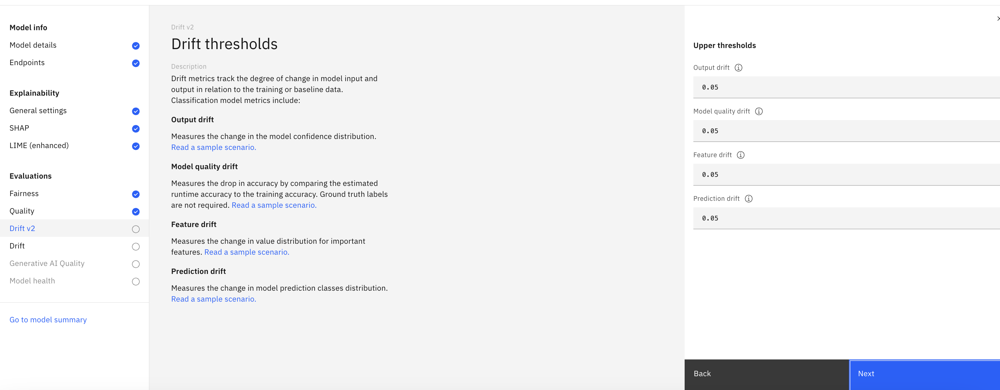 Model info
Model details
Endpoints
Explainability
General settings
SHAP
LIME (enhanced)
Evaluations
Fairness
Quality
Drift v2
Drift
Generative AI Quality
Model health
Go to model summary
Drift v2
Drift thresholds
Description
Drift metrics track the degree of change in model input and
output in relation to the training or baseline data.
Classification model metrics include:
Output drift
Measures the change in the model confidence distribution.
Read a sample scenario.
Model quality drift
Measures the drop in accuracy by comparing the estimated
runtime accuracy to the training accuracy. Ground truth labels
are not required. Read a sample scenario.
Feature drift
Measures the change in value distribution for important
features. Read a sample scenario.
Prediction drift
Measures the change in model prediction classes distribution.
Read a sample scenario.
Upper thresholds
Output drift
0.05
Model quality drift
0.05
Feature drift
0.05
Prediction drift
0.05
Back
Next